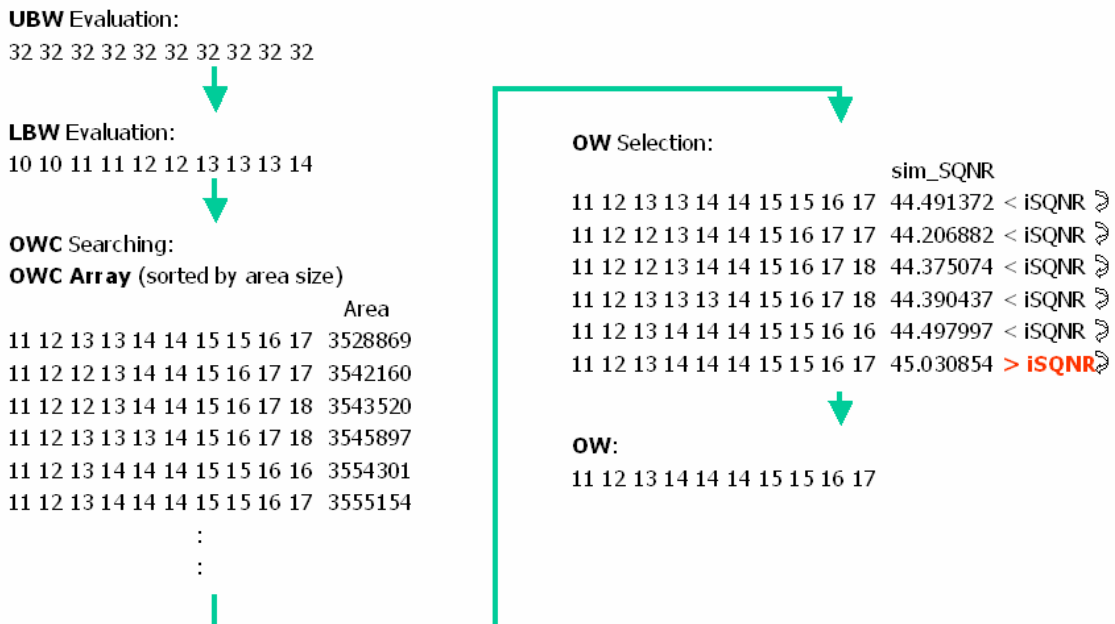 UBW Evaluation:
32 32 32 32 32 32 32 32 32 32
LBW Evaluation:
10 10 11 11 12 12 13 13 13 14
OWC Searching:
OWC Array (sorted by area size)
Area
11 12 13 13 14 14 15 15 16 17 3528869
11 12 12 13 14 14 15 16 17 17 3542160
11 12 12 12 13 14 15 16 17 18 3543520
11 12 13 13 13 14 15 16 17 18 3545897
11 12 13 14 14 14 15 15 16 16 3554301
11 12 13 14 14 14 15 15 16 17 3555154
:
:
OW Selection:
sim_SQNR
11 12 13 13 14 14 15 15 16 17 44.491372 < iSQNR
11 12 12 13 14 14 15 16 17 17 44.206882 < iSQNR
11 12 12 12 13 14 15 16 17 18 44.375074 < iSQNR
11 12 13 13 13 14 15 16 17 18 44.390437 < iSQNR
11 12 13 14 14 14 15 15 16 16 44.497997 < iSQNR
11 12 13 14 14 14 15 15 16 17 45.030854 > iSQNR
OW:
11 12 13 14 14 14 15 15 16 17